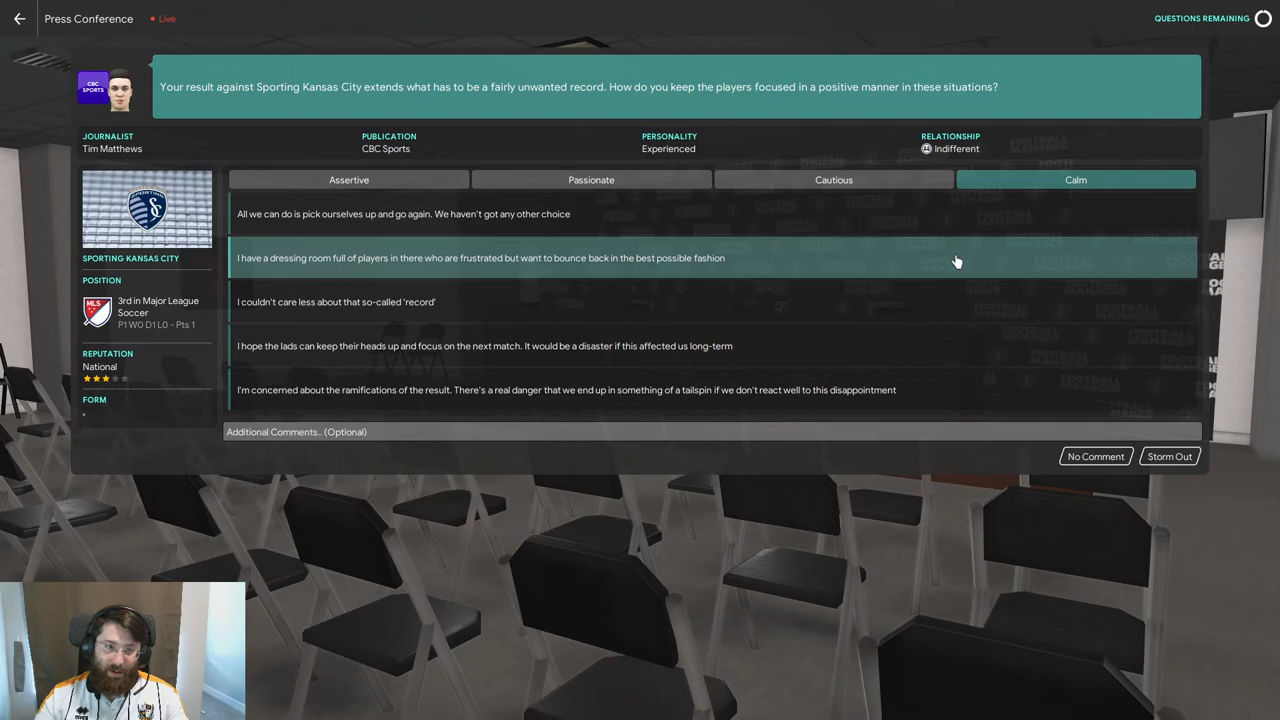 Press Conference
Live
QUESTIONS REMAINING
CBC
SPORTS
Your result against Sporting Kansas City extends what has to be a fairly unwanted record. How do you keep the players focused in a positive manner in these situations?
JOURNALIST
Tim Matthews
PUBLICATION
CBC Sports
PERSONALITY
Experienced
RELATIONSHIP
Indifferent
Assertive
Passionate
Cautious
Calm
SPORTING KANSAS CITY
POSITION
MLS
3rd in Major League
Soccer
P1 W0 D1 L0 - Pts 1
REPUTATION
National
FORM
All we can do is pick ourselves up and go again. We haven't got any other choice
I have a dressing room full of players in there who are frustrated but want to bounce back in the best possible fashion
I couldn't care less about that so-called 'record'
I hope the lads can keep their heads up and focus on the next match. It would be a disaster if this affected us long-term
I'm concerned about the ramifications of the result. There's a real danger that we end up in something of a tailspin if we don't react well to this disappointment
Additional Comments.. (Optional)
No Comment
Storm Out